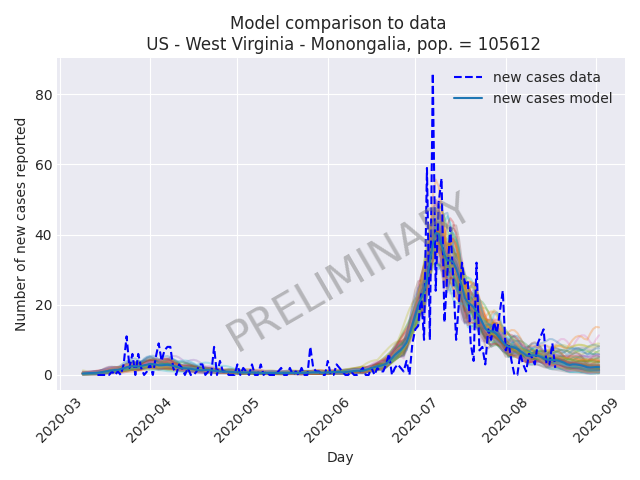 Model comparison to data
US - West Virginia - Monongalia, pop. = 105612
new cases data
new cases model
PRELIMINARY
Number of new cases reported
80
60
40
20
0
2020-03
2020-04
2020-05
2020-06
2020-07
2020-08
2020-09
Day